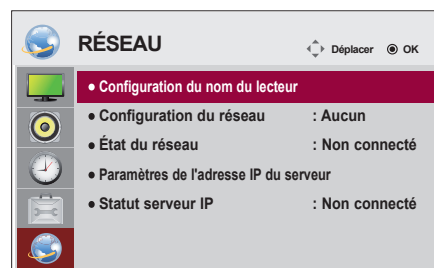 RÉSEAU
Déplacer OK
• Configuration du nom du lecteur
• Configuration du réseau : Aucun
• État du réseau : Non connecté
• Paramètres de l'adresse IP du serveur
• Statut serveur IP : Non connecté